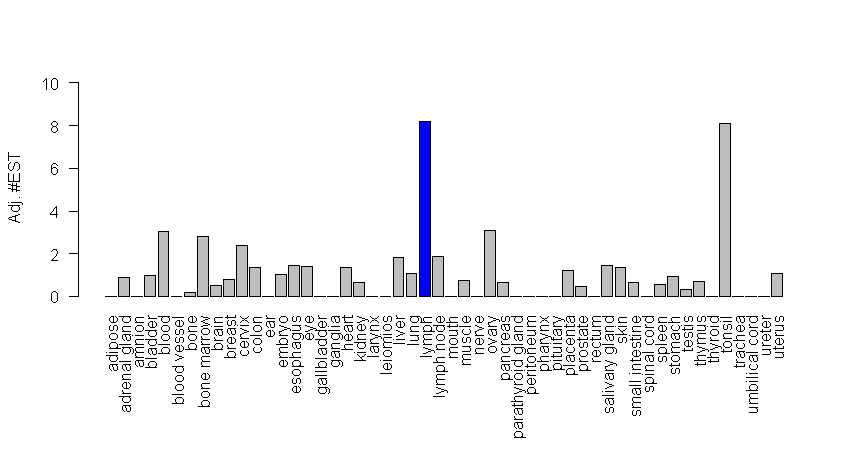 10
8
6
4
2
0
Adj. #EST
adipose
adrenal gland
amnion
bladder
blood
blood vessel
bone
bone marrow
brain
breast
cervix
colon
ear
embryo
esophagus
eye
gallbladder
ganglia
heart
kidney
larynx
leiomios
liver
lung
lymph
lymph node
mouth
muscle
nerve
ovary
pancreas
parathyroid gland
peritoneum
pharynx
pituitary
placenta
prostate
rectum
salivary gland
skin
small intestine
spinal cord
spleen
stomach
testis
thymus
thyroid
tonsil
trachea
umbilical cord
ureter
uterus